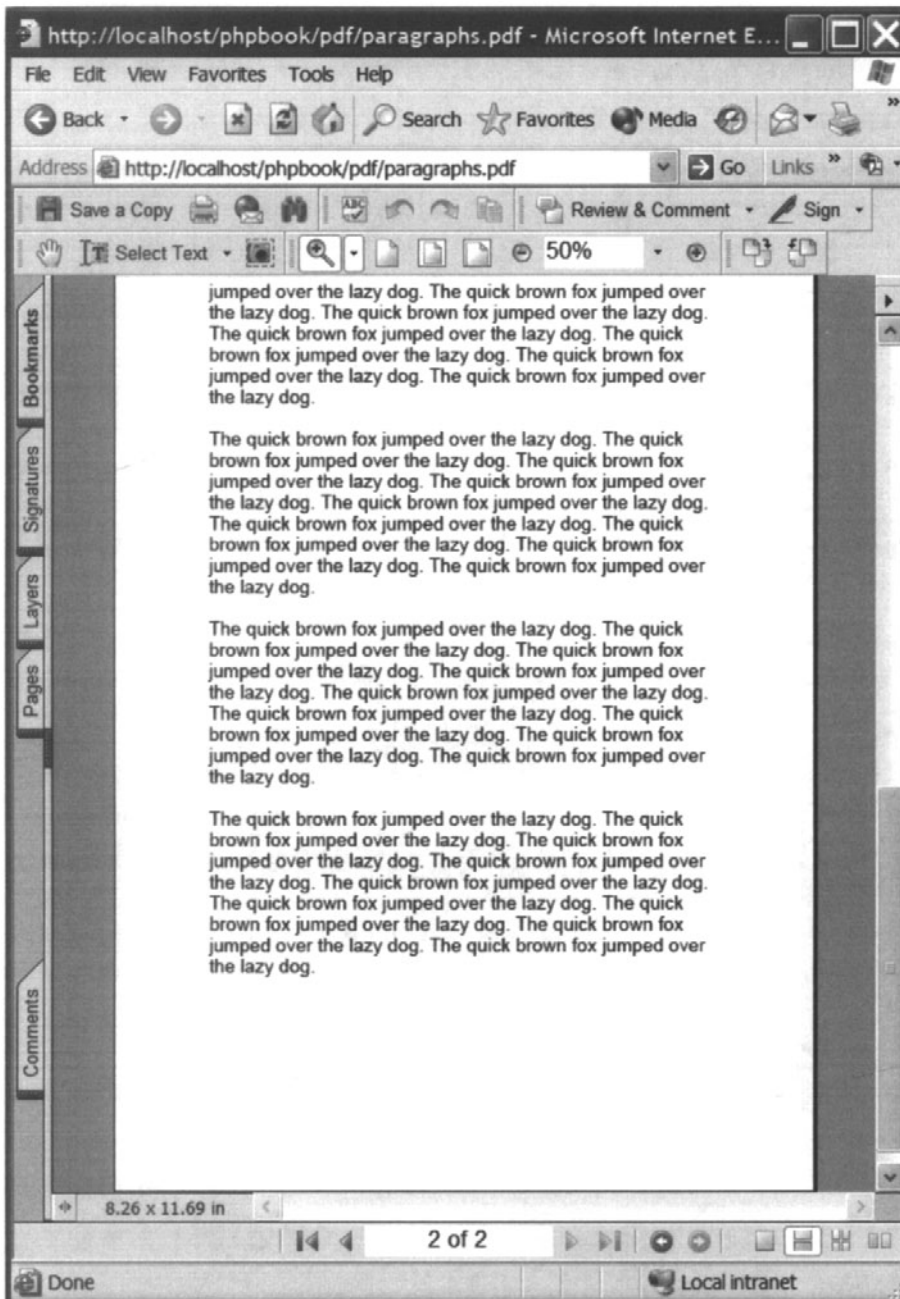 http://localhost/phpbook/pdf/paragraphs.pdf - Microsoft Internet E...
File Edit View Favorites Tools Help
Back Search Favorites Media »
Address http://localhost/phpbook/pdf/paragraphs.pdf Go Links »
Save a Copy ABC Review & Comment Sign
Select Text 50%
Bookmarks
Signatures
Layers
Pages
Comments
jumped over the lazy dog. The quick brown fox jumped over
the lazy dog. The quick brown fox jumped over the lazy dog.
The quick brown fox jumped over the lazy dog. The quick
brown fox jumped over the lazy dog. The quick brown fox
jumped over the lazy dog. The quick brown fox jumped over
the lazy dog.
The quick brown fox jumped over the lazy dog. The quick
brown fox jumped over the lazy dog. The quick brown fox
jumped over the lazy dog. The quick brown fox jumped over
the lazy dog. The quick brown fox jumped over the lazy dog.
The quick brown fox jumped over the lazy dog. The quick
brown fox jumped over the lazy dog. The quick brown fox
jumped over the lazy dog. The quick brown fox jumped over
the lazy dog.
The quick brown fox jumped over the lazy dog. The quick
brown fox jumped over the lazy dog. The quick brown fox
jumped over the lazy dog. The quick brown fox jumped over
the lazy dog. The quick brown fox jumped over the lazy dog.
The quick brown fox jumped over the lazy dog. The quick
brown fox jumped over the lazy dog. The quick brown fox
jumped over the lazy dog. The quick brown fox jumped over
the lazy dog.
The quick brown fox jumped over the lazy dog. The quick
brown fox jumped over the lazy dog. The quick brown fox
jumped over the lazy dog. The quick brown fox jumped over
the lazy dog. The quick brown fox jumped over the lazy dog.
The quick brown fox jumped over the lazy dog. The quick
brown fox jumped over the lazy dog. The quick brown fox
jumped over the lazy dog. The quick brown fox jumped over
the lazy dog.
8.26 x 11.69 in
2 of 2
Done Local intranet